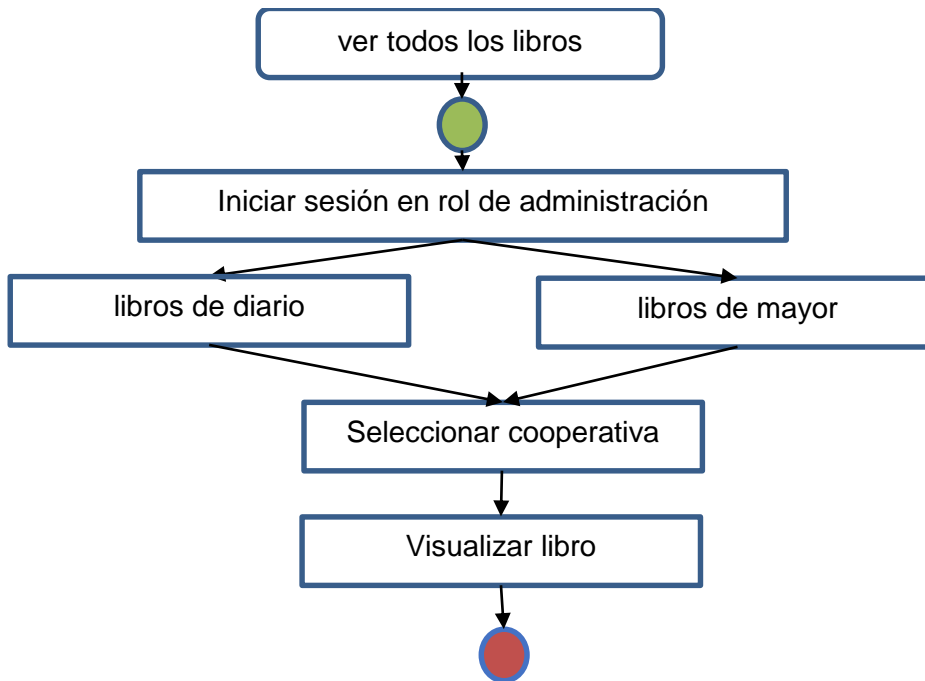 ver todos los libros
Iniciar sesión en rol de administración
libros de diario
libros de mayor
Seleccionar cooperativa
Visualizar libro